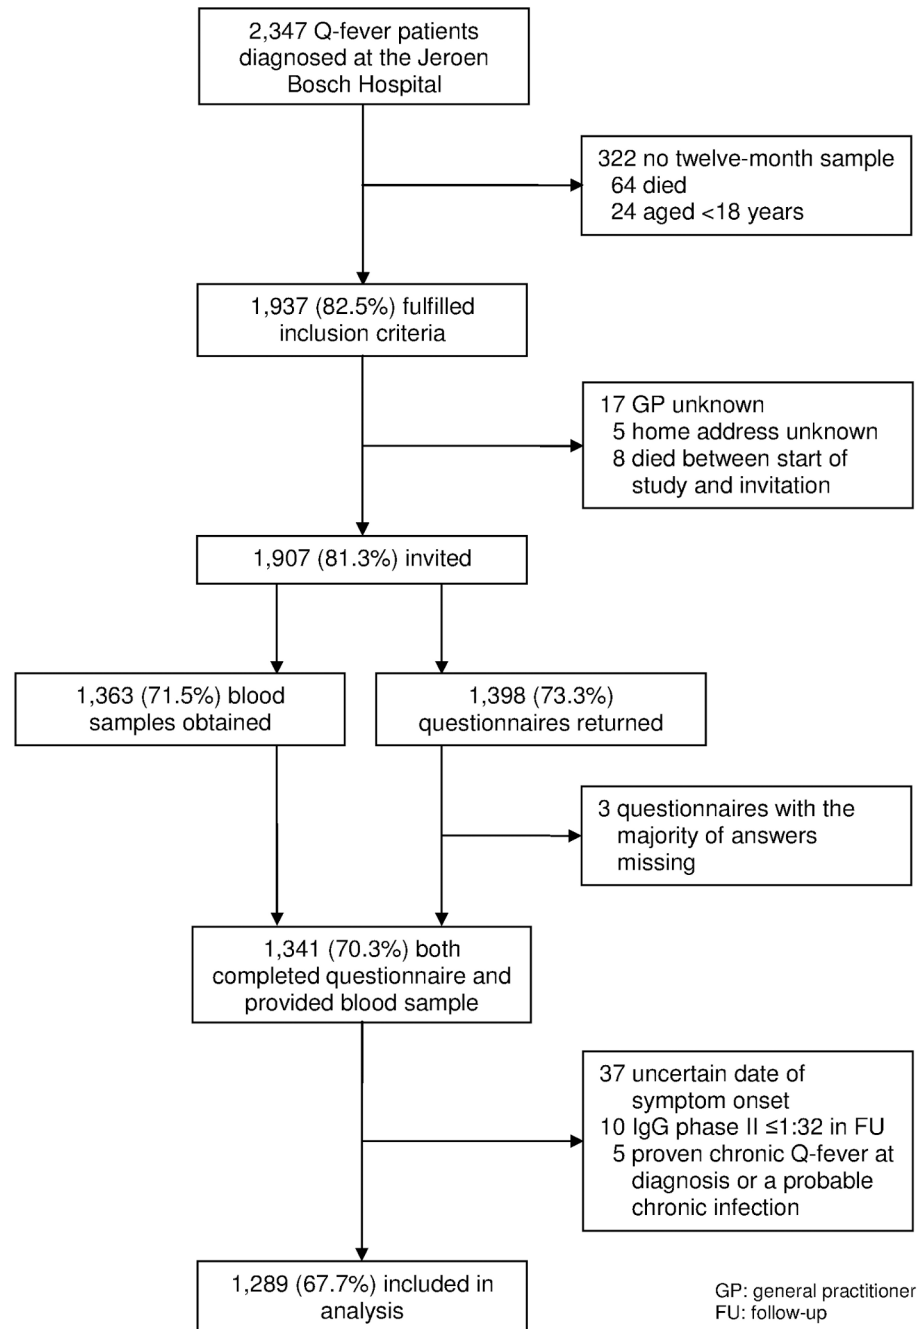 2,347 Q-fever patients
diagnosed at the Jeroen
Bosch Hospital
322 no twelve-month sample
64 died
24 aged <18 years
1,937 (82.5%) fulfilled
inclusion criteria
17 GP unknown
5 home address unknown
8 died between start of
study and invitation
1,907 (81.3%) invited
1,363 (71.5%) blood
samples obtained
1,398 (73.3%)
questionnaires returned
3 questionnaires with the
majority of answers
missing
1,341 (70.3%) both
completed questionnaire and
provided blood sample
37 uncertain date of
symptom onset
10 IgG phase II ≤1:32 in FU
5 proven chronic Q-fever at
diagnosis or a probable
chronic infection
1,289 (67.7%) included in
analysis
GP: general practitioner
FU: follow-up